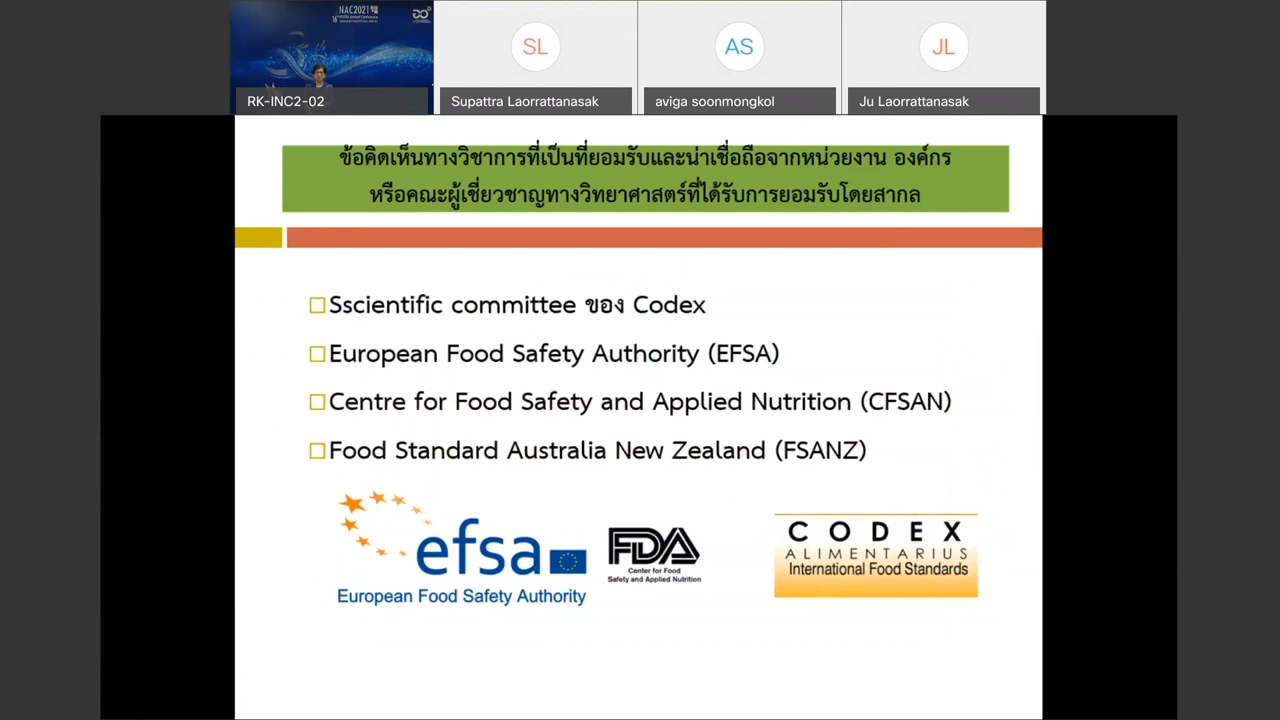 NAC2021
RK-INC2-02
SL
Supattra Laorrattanasak
AS
aviga soonmongkol
JL
Ju Laorrattanasak
ข้อคิดเห็นทางวิชาการที่เป็นที่ยอมรับและน่าเชื่อถือจากหน่วยงาน องค์กร
หรือคณะผู้เชี่ยวชาญทางวิทยาศาสตร์ที่ได้รับการยอมรับโดยสากล
Sscientific committee ของ Codex
European Food Safety Authority (EFSA)
Centre for Food Safety and Applied Nutrition (CFSAN)
Food Standard Australia New Zealand (FSANZ)
efsa
European Food Safety Authority
FDA
Center for Food
Safety and Applied Nutrition
CODEX
ALIMENTARIUS
International Food Standards